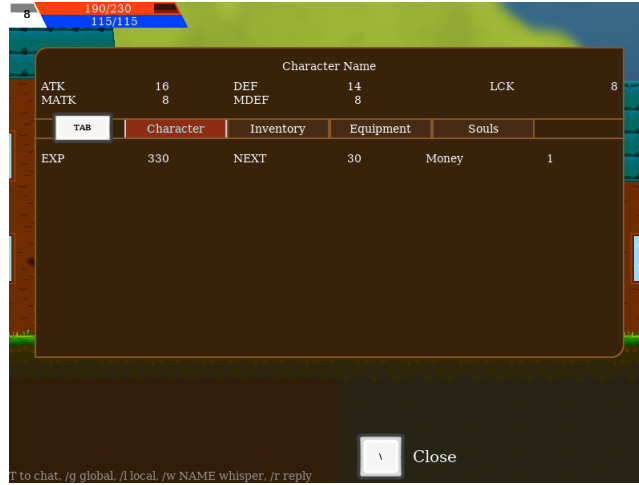 8
190/230
115/115
Character Name
ATK 16 DEF 14 LCK 8
MATK 8 MDEF 8
TAB Character Inventory Equipment Souls
EXP 330 NEXT 30 Money 1
\ Close
T to chat, /g global, /l local, /w NAME whisper, /r reply